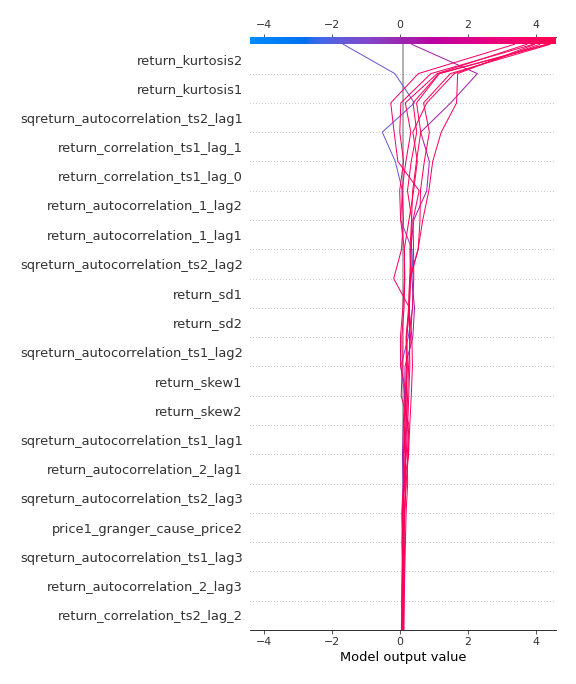 −4 −2 0 2 4
return_kurtosis2
return_kurtosis1
sqreturn_autocorrelation_ts2_lag1
return_correlation_ts1_lag_1
return_correlation_ts1_lag_0
return_autocorrelation_1_lag2
return_autocorrelation_1_lag1
sqreturn_autocorrelation_ts2_lag2
return_sd1
return_sd2
sqreturn_autocorrelation_ts1_lag2
return_skew1
return_skew2
sqreturn_autocorrelation_ts1_lag1
return_autocorrelation_2_lag1
sqreturn_autocorrelation_ts2_lag3
price1_granger_cause_price2
sqreturn_autocorrelation_ts1_lag3
return_autocorrelation_2_lag3
return_correlation_ts2_lag_2
−4 −2 0 2 4
Model output value